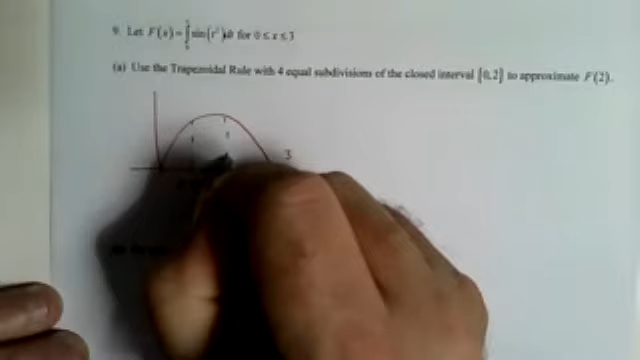 9. Let F(x) = ∫ sin(t²)dt for 0 ≤ x ≤ 3
(a) Use the Trapezoidal Rule with 4 equal subdivisions of the closed interval [0,2] to approximate F(2).
3